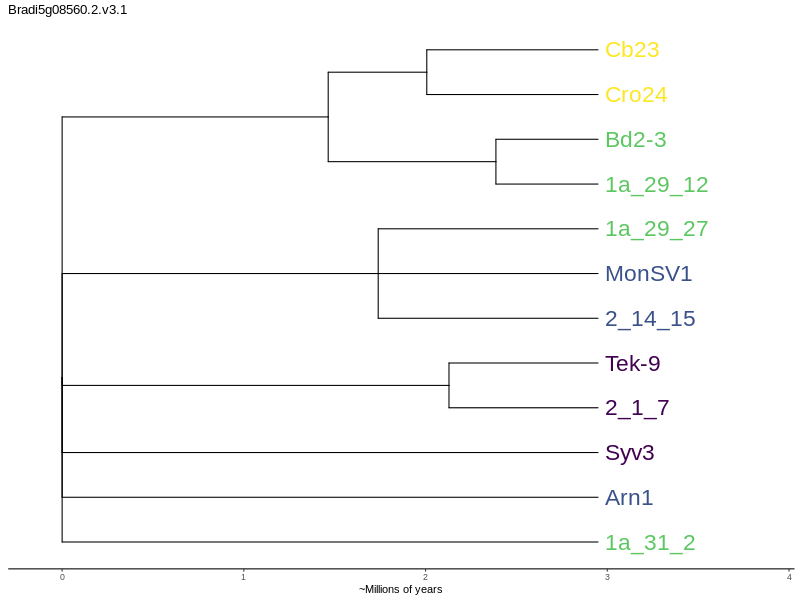 Bradi5g08560.2.v3.1
Cb23
Cro24
Bd2-3
1a_29_12
1a_29_27
MonSV1
2_14_15
Tek-9
2_1_7
Syv3
Arn1
1a_31_2
0 1 2 3 4
~Millions of years